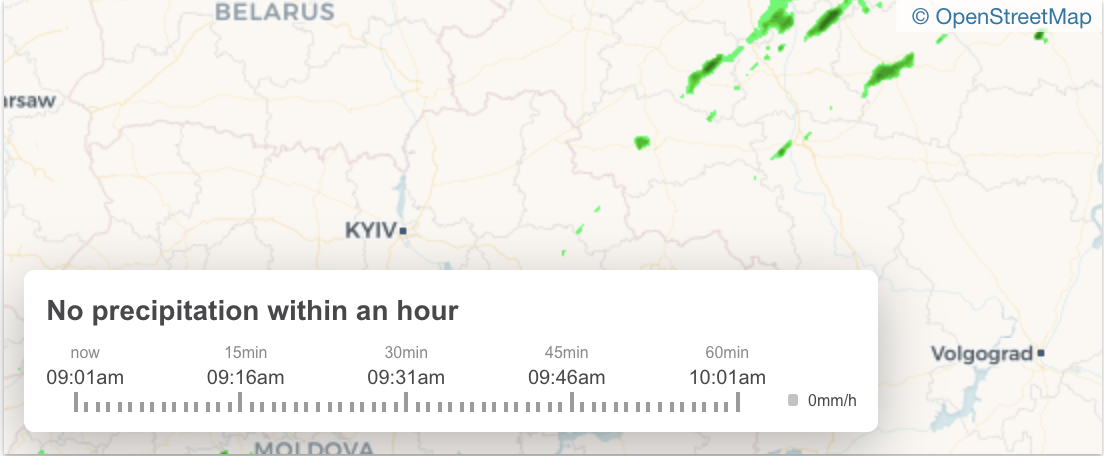 BELARUS
© OpenStreetMap
arsaw
KYIV
No precipitation within an hour
now 15min 30min 45min 60min
09:01am 09:16am 09:31am 09:46am 10:01am
0mm/h
Volgograd
MOLDOVA